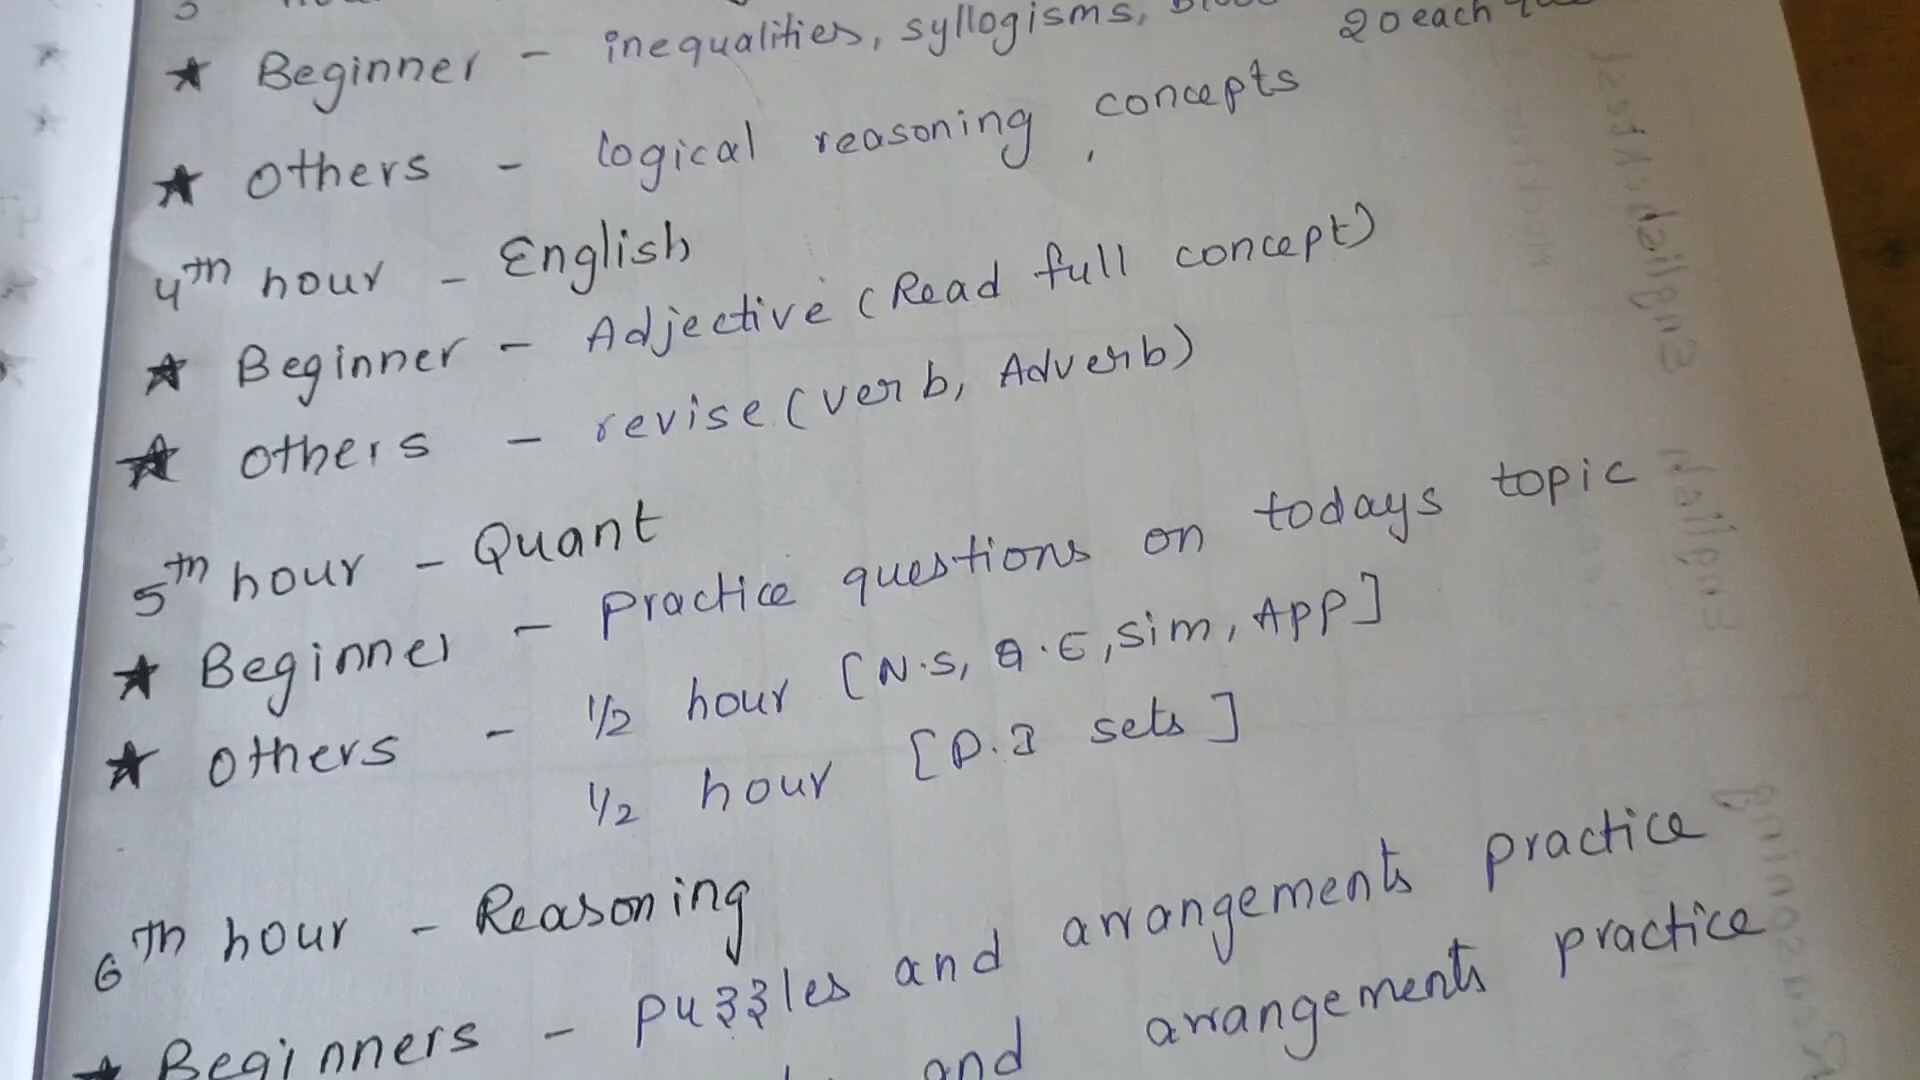 ★ Beginner - inequalities, syllogisms,
20 each
★ Others - logical reasoning, concepts
4th hour - English
★ Beginner - Adjective (Read full concept)
★ Others - revise (verb, Adverb)
5th hour - Quant
★ Beginner - practice questions on todays topic
★ Others - 1/2 hour [N.S, Q.E, Sim, App]
1/2 hour [D.I sets]
6th hour - Reasoning
★ Beginners - puzzles and arrangements practice
and arrangements practice